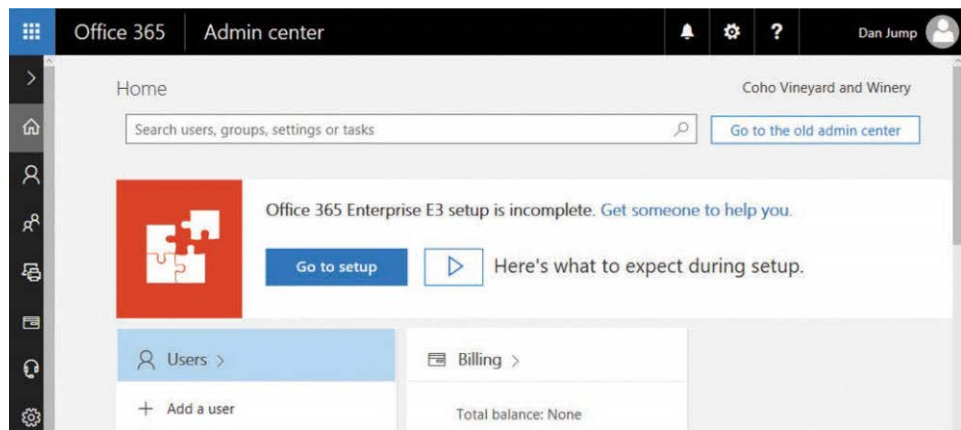 Office 365 Admin center ? Dan Jump
Home Coho Vineyard and Winery
Search users, groups, settings or tasks Go to the old admin center
Office 365 Enterprise E3 setup is incomplete. Get someone to help you.
Go to setup Here's what to expect during setup.
Users > Billing >
+ Add a user Total balance: None